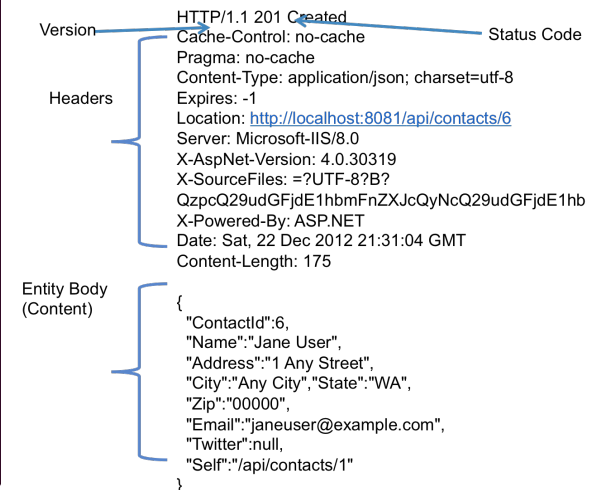 HTTP/1.1 201 Created
Version
Status Code
Cache-Control: no-cache
Pragma: no-cache
Content-Type: application/json; charset=utf-8
Headers
Expires: -1
Location: http://localhost:8081/api/contacts/6
Server: Microsoft-IIS/8.0
X-AspNet-Version: 4.0.30319
X-SourceFiles: =?UTF-8?B?
QzpcQ29udGFjdE1hbmFnZXJcQyNcQ29udGFjdE1hb
X-Powered-By: ASP.NET
Date: Sat, 22 Dec 2012 21:31:04 GMT
Content-Length: 175
Entity Body
(Content)
{
"ContactId":6,
"Name":"Jane User",
"Address":"1 Any Street",
"City":"Any City","State":"WA",
"Zip":"00000",
"Email":"janeuser@example.com",
"Twitter":null,
"Self":"/api/contacts/1"
}